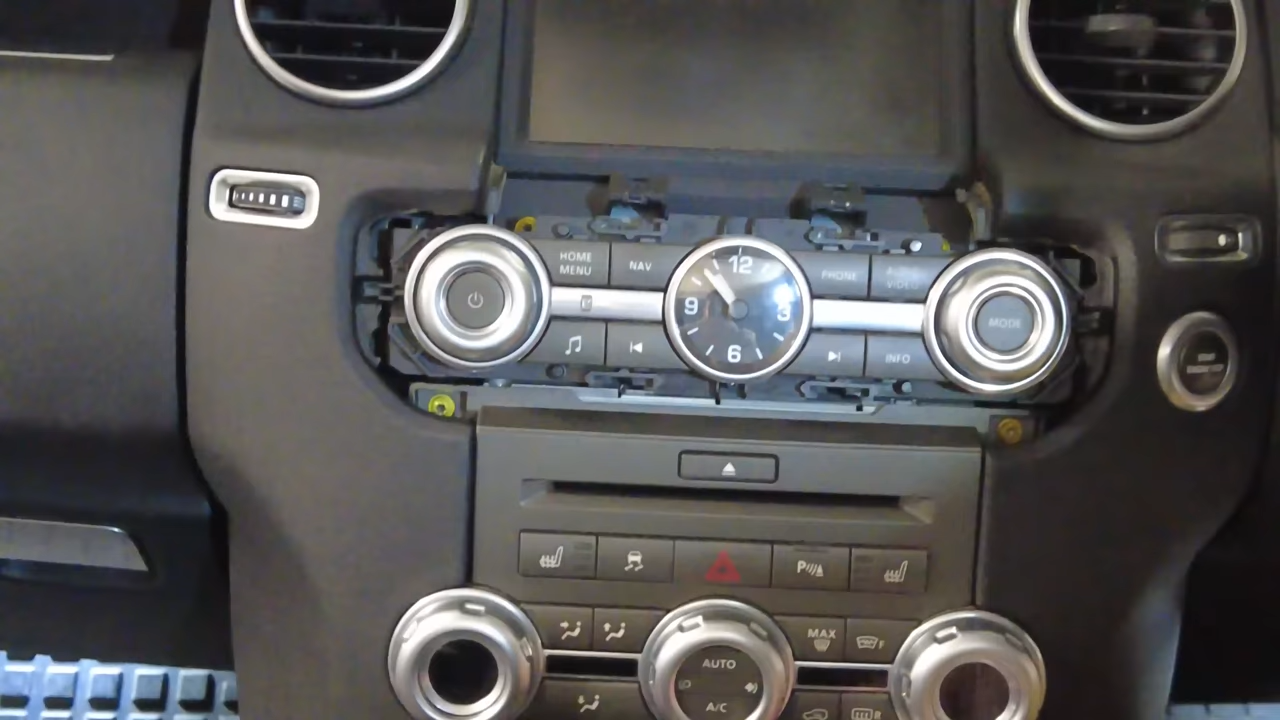 HOME
MENU
NAV
12
3
6
9
PHONE
AUDIO
VIDEO
MODE
INFO
P
MAX
F
AUTO
A/C
R